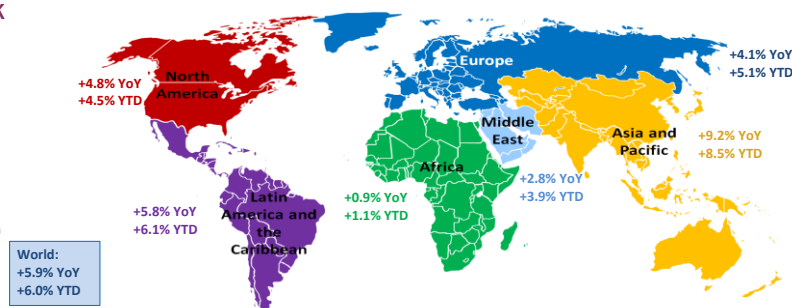 K
+4.1% YoY
+5.1% YTD
Europe
North
America
+4.8% YoY
+4.5% YTD
Middle
East
Asia and
Pacific
+9.2% YoY
+8.5% YTD
Africa
+2.8% YoY
+3.9% YTD
+0.9% YoY
+1.1% YTD
Latin
America and
the
Caribbean
+5.8% YoY
+6.1% YTD
World:
+5.9% YoY
+6.0% YTD